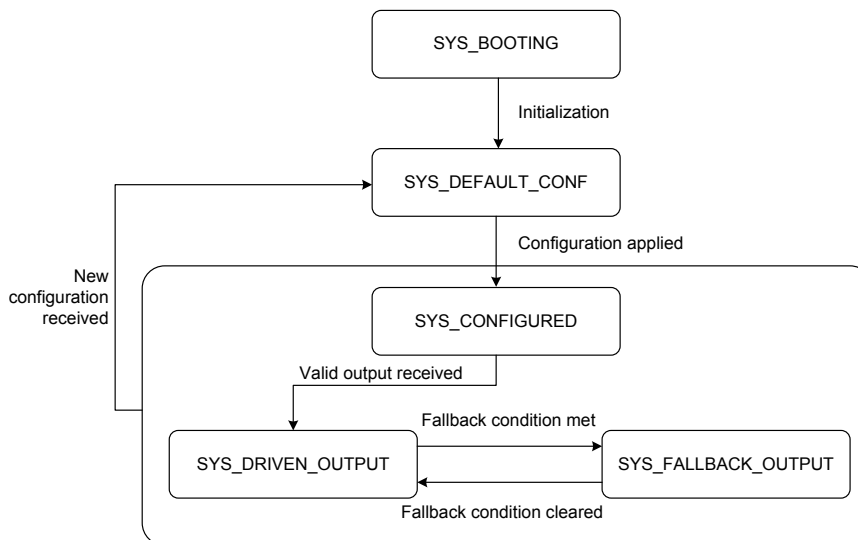 SYS_BOOTING
Initialization
SYS_DEFAULT_CONF
Configuration applied
New
configuration
received
SYS_CONFIGURED
Valid output received
Fallback condition met
SYS_DRIVEN_OUTPUT
SYS_FALLBACK_OUTPUT
Fallback condition cleared